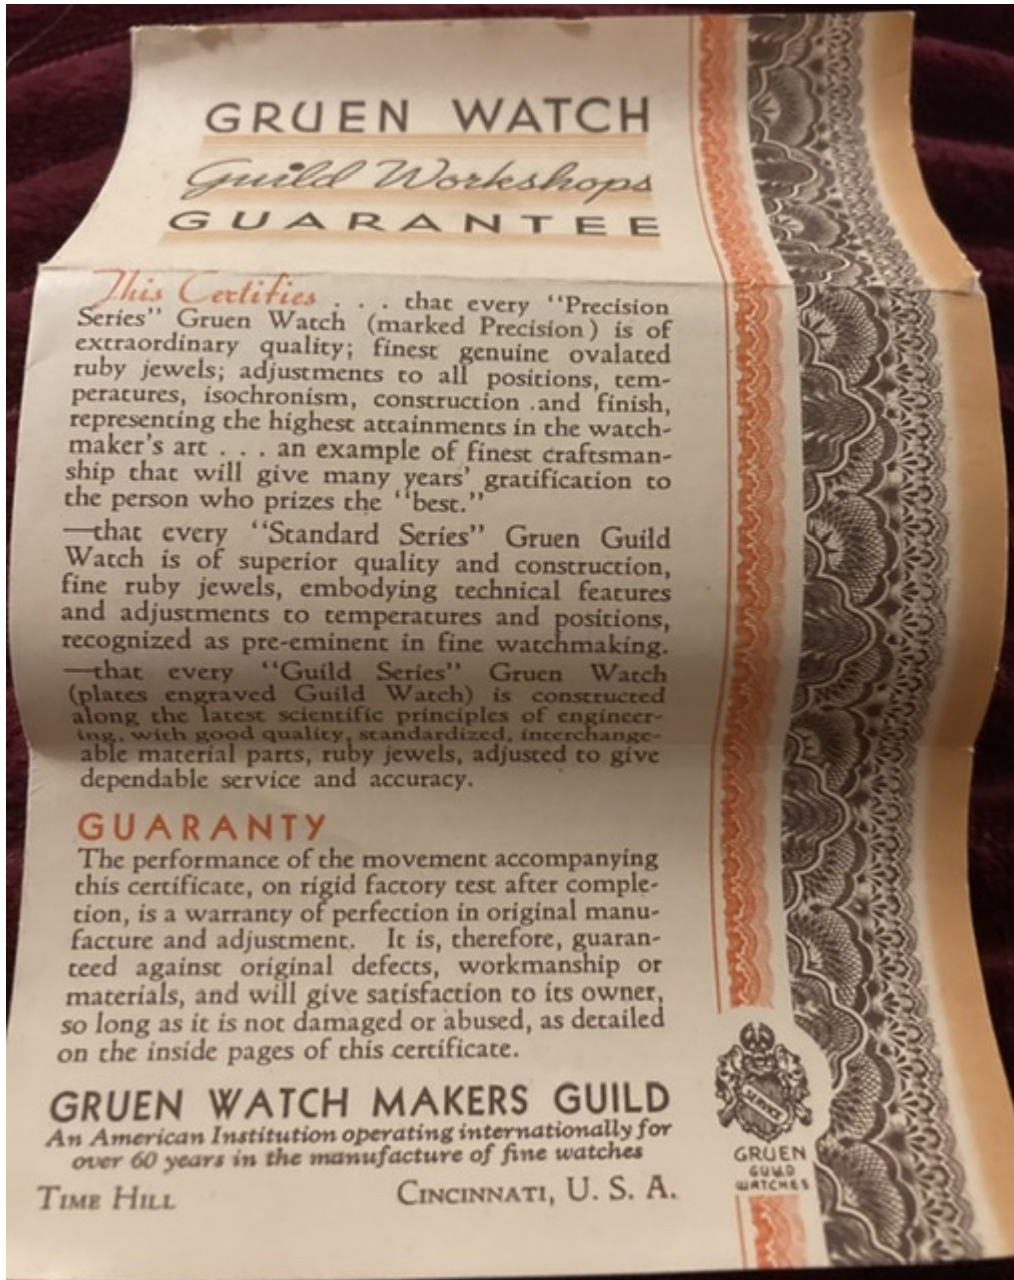 GRUEN WATCH
Guild Workshops
GUARANTEE
This Certifies . . . that every "Precision
Series" Gruen Watch (marked Precision) is of
extraordinary quality; finest genuine ovalated
ruby jewels; adjustments to all positions, tem-
peratures, isochronism, construction .and finish,
representing the highest attainments in the watch-
maker's art . . . an example of finest craftsman-
ship that will give many years' gratification to
the person who prizes the "best."
—that every "Standard Series" Gruen Guild
Watch is of superior quality and construction,
fine ruby jewels, embodying technical features
and adjustments to temperatures and positions,
recognized as pre-eminent in fine watchmaking.
—that every "Guild Series" Gruen Watch
(plates engraved Guild Watch) is constructed
along the latest scientific principles of engineer-
ing, with good quality, standardized, interchange-
able material parts, ruby jewels, adjusted to give
dependable service and accuracy.
GUARANTY
The performance of the movement accompanying
this certificate, on rigid factory test after comple-
tion, is a warranty of perfection in original manu-
facture and adjustment. It is, therefore, guaran-
teed against original defects, workmanship or
materials, and will give satisfaction to its owner,
so long as it is not damaged or abused, as detailed
on the inside pages of this certificate.
GRUEN WATCH MAKERS GUILD
An American Institution operating internationally for
over 60 years in the manufacture of fine watches
TIME HILL CINCINNATI, U. S. A.
SERVICE
GRUEN
GUILD
WATCHES